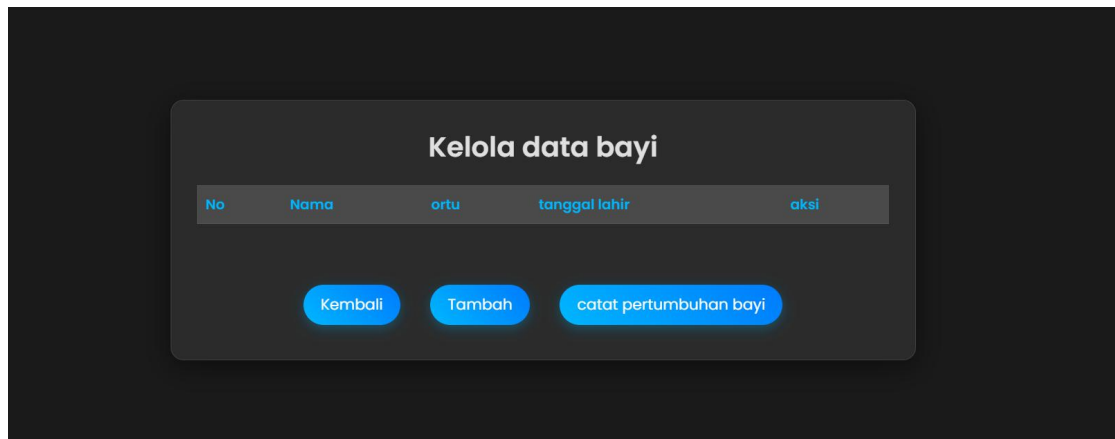 Kelola data bayi
No Nama ortu tanggal lahir aksi
Kembali Tambah catat pertumbuhan bayi